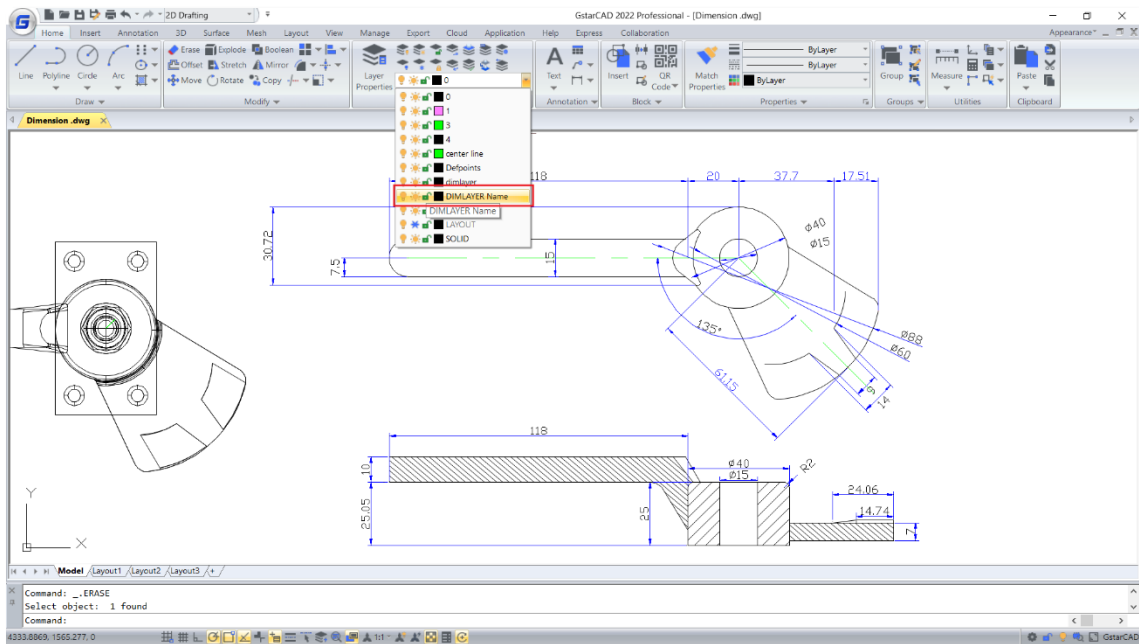 2D Drafting
GstarCAD 2022 Professional - [Dimension .dwg]
Home Insert Annotation 3D Surface Mesh Layout View Manage Export Cloud Application Help Express Collaboration Appearance
Line Polyline Circle Arc
Erase Explode Boolean
Offset Stretch Mirror
Move Rotate Copy
Layer Properties
0
Text
Insert QR Code
Match Properties
ByLayer
ByLayer
ByLayer
Group
Measure
Paste
Draw Modify Annotation Block Properties Groups Utilities Clipboard
Dimension .dwg
0
1
3
4
center line
Defpoints
dimlayer
DIMLAYER Name
DIMLAYER Name
LAYOUT
SOLID
118 20 37.7 17.51
30.72
7.5
15
ø40
ø15
135°
61.15
ø88
ø60
9
14
118
10
25.05
25
ø40
ø15
R2
24.06
14.74
7
Y
X
Model Layout1 Layout2 Layout3 +
Command: _.ERASE
Select object: 1 found
Command:
4333.8869, 1565.277, 0
1:1
GstarCAD